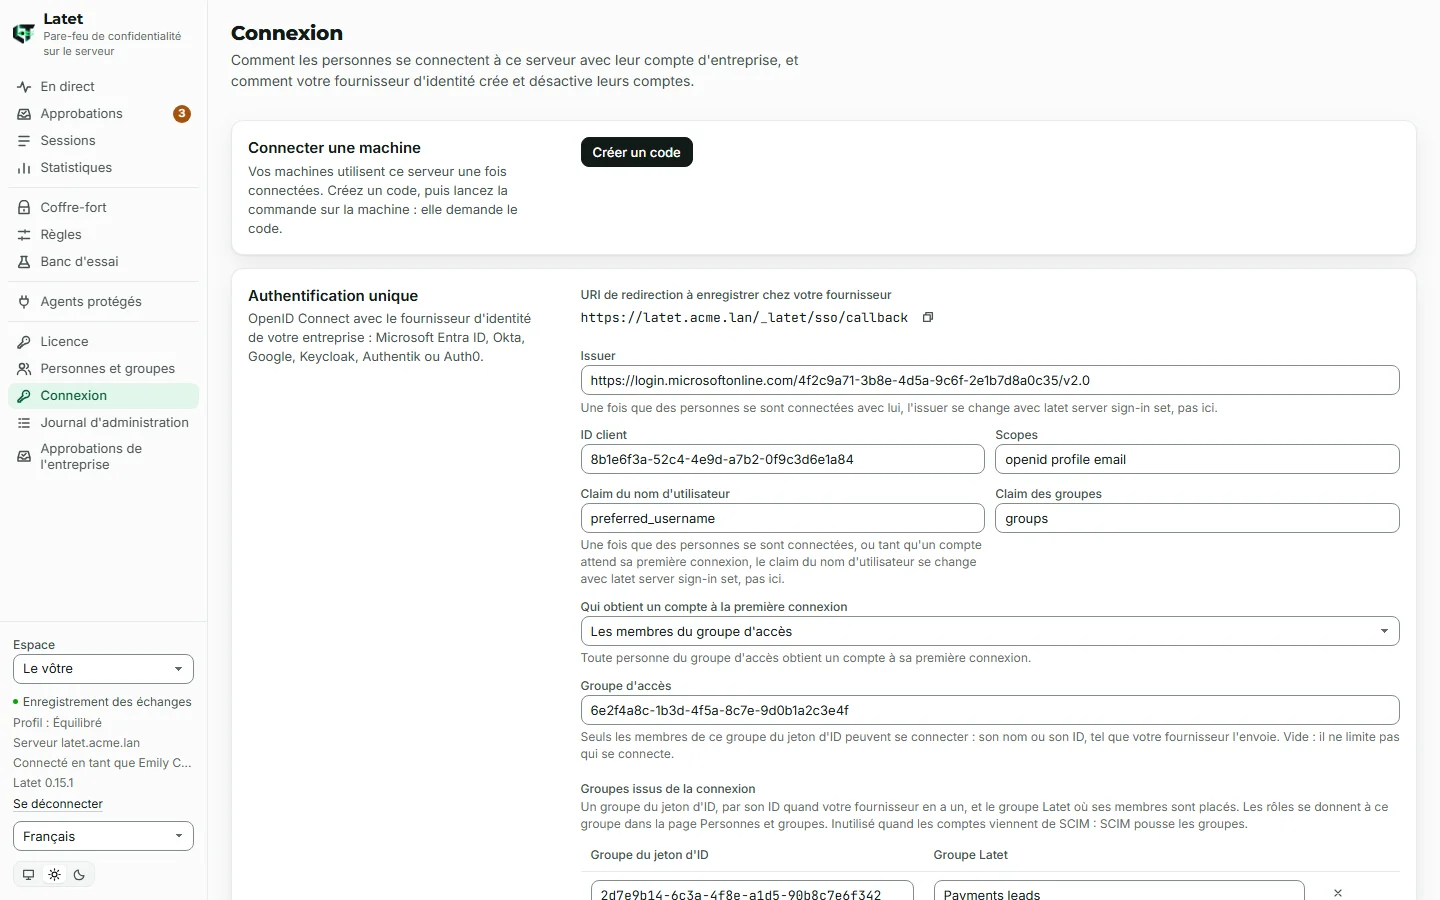 Latet
Pare-feu de confidentialité
sur le serveur
En direct
Approbations
3
Sessions
Statistiques
Coffre-fort
Règles
Banc d'essai
Agents protégés
Licence
Personnes et groupes
Connexion
Journal d'administration
Approbations de
l'entreprise
Espace
Le vôtre
Enregistrement des échanges
Profil : Équilibré
Serveur latet.acme.lan
Connecté en tant que Emily C...
Latet 0.15.1
Se déconnecter
Français
Connexion
Comment les personnes se connectent à ce serveur avec leur compte d'entreprise, et
comment votre fournisseur d'identité crée et désactive leurs comptes.
Connecter une machine
Vos machines utilisent ce serveur une fois
connectées. Créez un code, puis lancez la
commande sur la machine : elle demande le
code.
Créer un code
Authentification unique
OpenID Connect avec le fournisseur d'identité
de votre entreprise : Microsoft Entra ID, Okta,
Google, Keycloak, Authentik ou Auth0.
URI de redirection à enregistrer chez votre fournisseur
https://latet.acme.lan/_latet/sso/callback
Issuer
https://login.microsoftonline.com/4f2c9a71-3b8e-4d5a-9c6f-2e1b7d8a0c35/v2.0
Une fois que des personnes se sont connectées avec lui, l'issuer se change avec latet server sign-in set, pas ici.
ID client
Scopes
8b1e6f3a-52c4-4e9d-a7b2-0f9c3d6e1a84
openid profile email
Claim du nom d'utilisateur
Claim des groupes
preferred_username
groups
Une fois que des personnes se sont connectées, ou tant qu'un compte
attend sa première connexion, le claim du nom d'utilisateur se change
avec latet server sign-in set, pas ici.
Qui obtient un compte à la première connexion
Les membres du groupe d'accès
Toute personne du groupe d'accès obtient un compte à sa première connexion.
Groupe d'accès
6e2f4a8c-1b3d-4f5a-8c7e-9d0b1a2c3e4f
Seuls les membres de ce groupe du jeton d'ID peuvent se connecter : son nom ou son ID, tel que votre fournisseur l'envoie. Vide : il ne limite pas
qui se connecte.
Groupes issus de la connexion
Un groupe du jeton d'ID, par son ID quand votre fournisseur en a un, et le groupe Latet où ses membres sont placés. Les rôles se donnent à ce
groupe dans la page Personnes et groupes. Inutilisé quand les comptes viennent de SCIM : SCIM pousse les groupes.
Groupe du jeton d'ID
Groupe Latet
2d7e9b14-6c3a-4f8e-a1d5-90b8c7e6f342
Payments leads